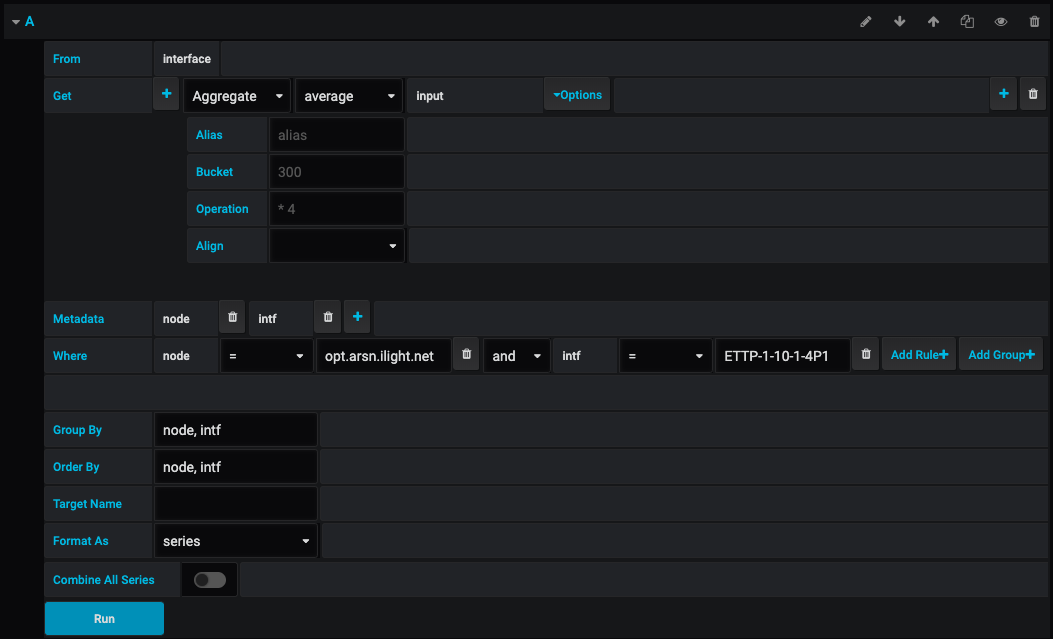 A
From interface
Get + Aggregate average input Options +
Alias alias
Bucket 300
Operation * 4
Align
Metadata node intf +
Where node = opt.arsn.ilight.net and intf = ETTP-1-10-1-4P1 Add Rule+ Add Group+
Group By node, intf
Order By node, intf
Target Name
Format As series
Combine All Series
Run